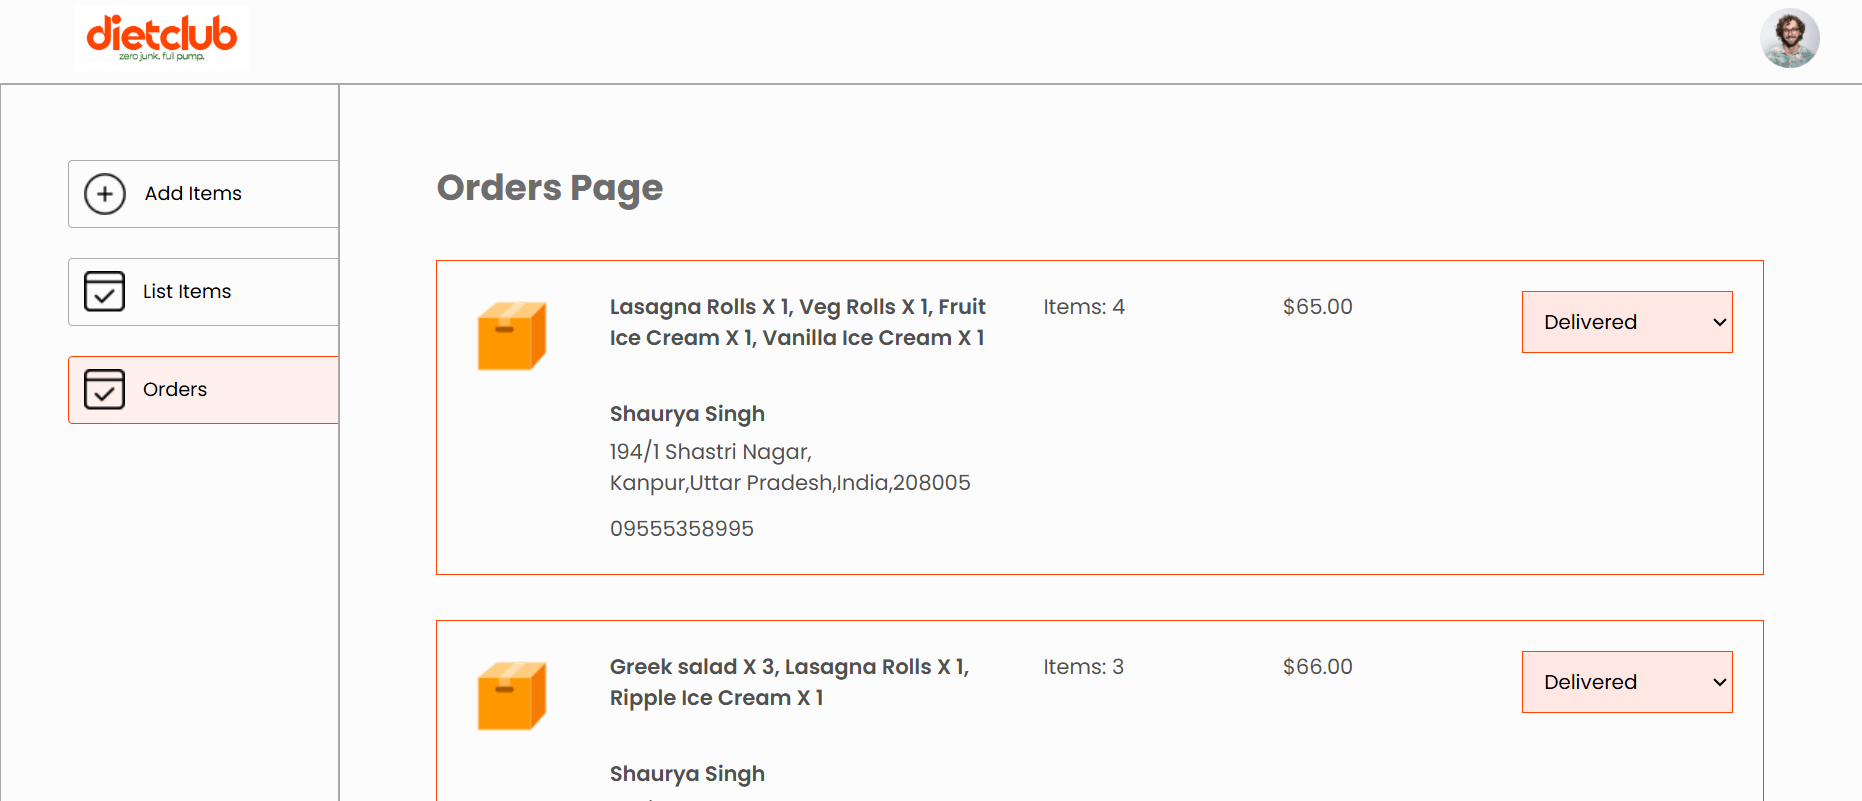 dietclub
zero junk. full pump.
Add Items
List Items
Orders
Orders Page
Lasagna Rolls X 1, Veg Rolls X 1, Fruit
Ice Cream X 1, Vanilla Ice Cream X 1
Items: 4
$65.00
Delivered
Shaurya Singh
194/1 Shastri Nagar,
Kanpur,Uttar Pradesh,India,208005
09555358995
Greek salad X 3, Lasagna Rolls X 1,
Ripple Ice Cream X 1
Items: 3
$66.00
Delivered
Shaurya Singh